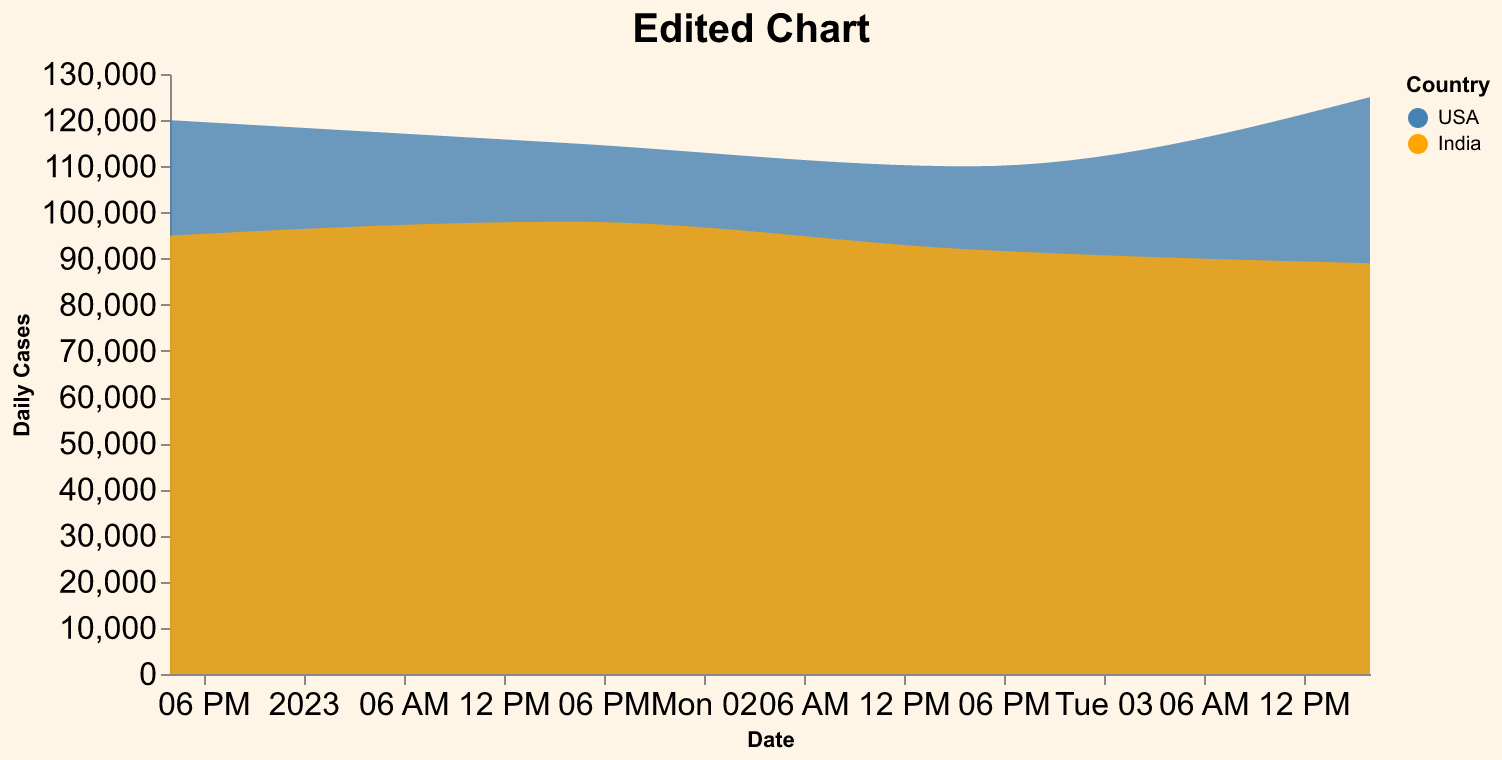 Edited Chart
130,000
120,000
110,000
100,000
90,000
80,000
70,000
60,000
50,000
40,000
30,000
20,000
10,000
0
Daily Cases
06 PM 2023 06 AM 12 PM 06 PM Mon 02 06 AM 12 PM 06 PM Tue 03 06 AM 12 PM
Date
Country
USA
India